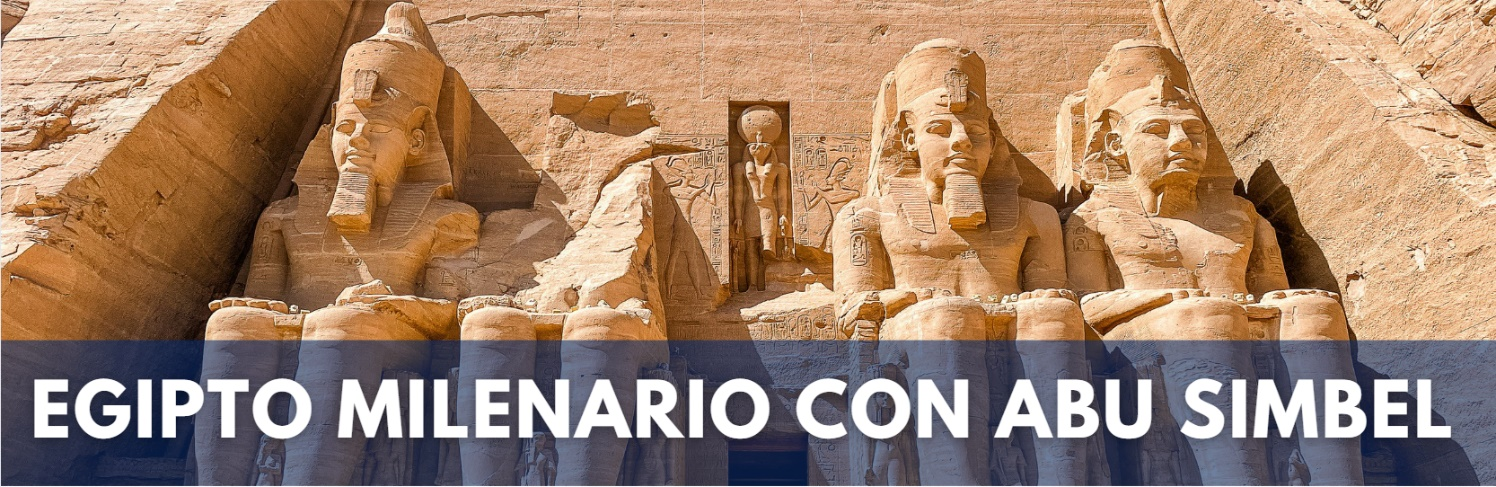 EGIPTO MILENARIO CON ABU SIMBEL